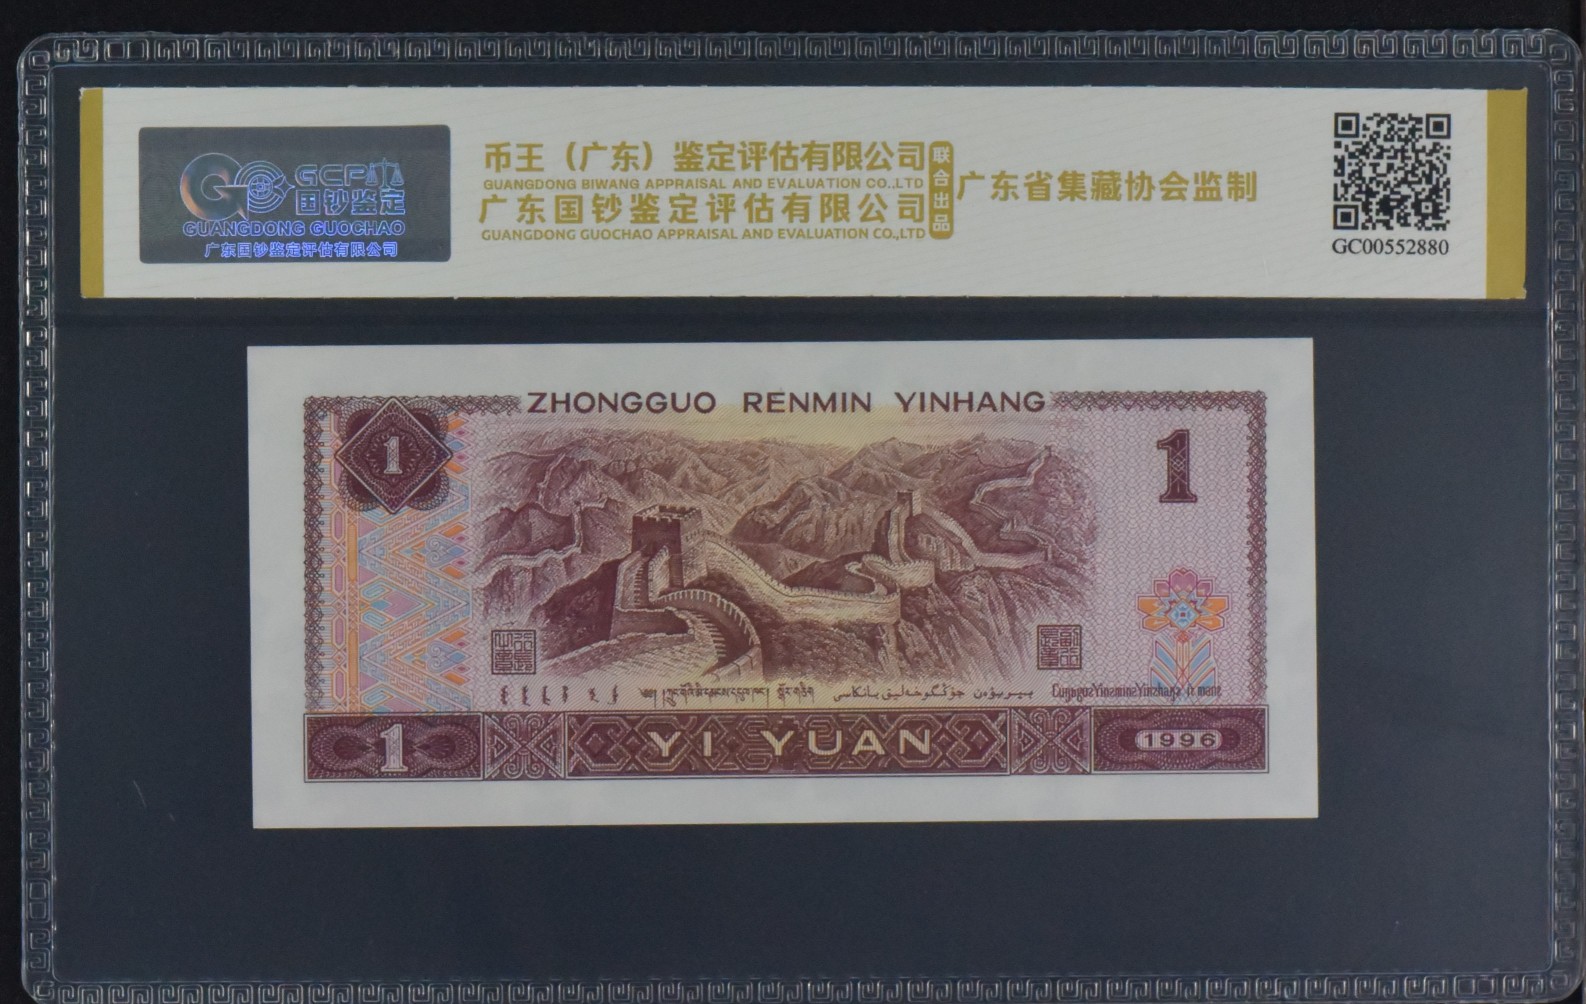 GCP
国钞鉴定
GUANGDONG GUOCHAO
广东国钞鉴定评估有限公司
币王（广东）鉴定评估有限公司
GUANGDONG BIWANG APPRAISAL AND EVALUATION CO.,LTD
广东国钞鉴定评估有限公司
GUANGDONG GUOCHAO APPRAISAL AND EVALUATION CO.,LTD
联合出品
广东省集藏协会监制
GC00552880
ZHONGGUO RENMIN YINHANG
1
1
1
YI YUAN
1996